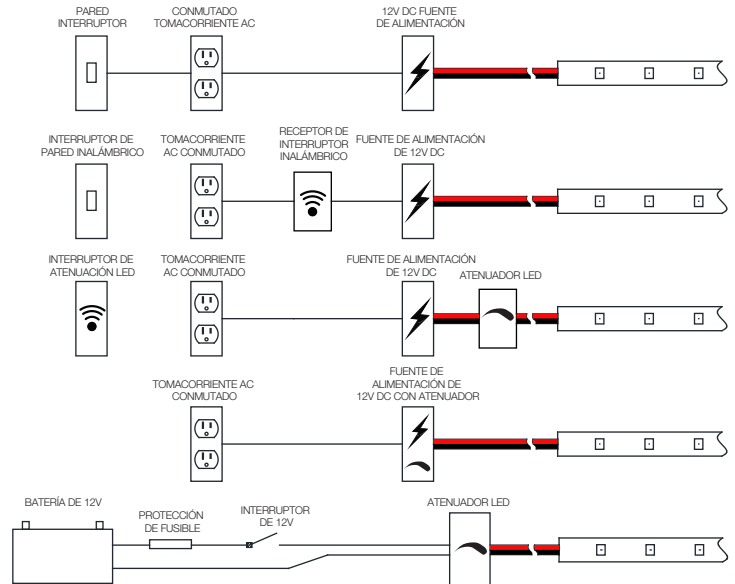 PARED
INTERRUPTOR
CONMUTADO
TOMACORRIENTE AC
12V DC FUENTE
DE ALIMENTACIÓN
INTERRUPTOR DE
PARED INALÁMBRICO
TOMACORRIENTE
AC CONMUTADO
RECEPTOR DE
INTERRUPTOR
INALÁMBRICO
FUENTE DE ALIMENTACIÓN
DE 12V DC
INTERRUPTOR DE
ATENUACIÓN LED
TOMACORRIENTE
AC CONMUTADO
FUENTE DE ALIMENTACIÓN
DE 12V DC
ATENUADOR LED
TOMACORRIENTE AC
CONMUTADO
FUENTE DE
ALIMENTACIÓN DE
12V DC CON ATENUADOR
BATERÍA DE 12V
PROTECCIÓN
DE FUSIBLE
INTERRUPTOR
DE 12V
ATENUADOR LED